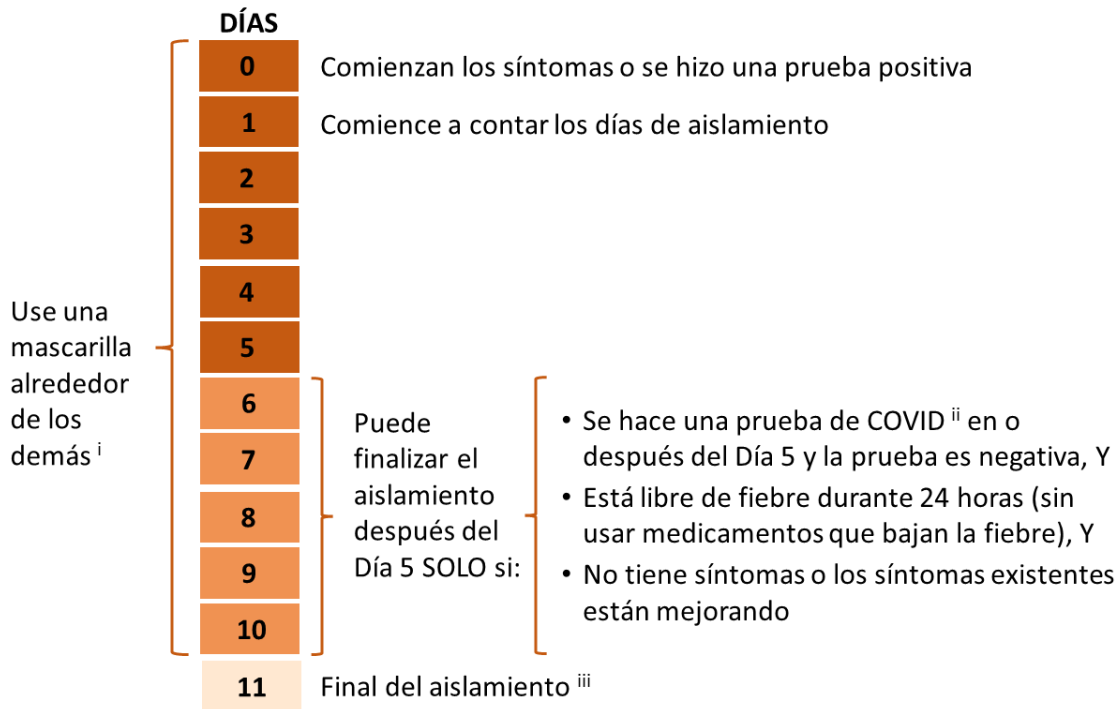 DÍAS
0
Comienzan los síntomas o se hizo una prueba positiva
1
Comience a contar los días de aislamiento
2
3
4
5
Use una
mascarilla
alrededor
de los
demás i
6
7
8
9
10
Puede
finalizar el
aislamiento
después del
Día 5 SOLO si:
• Se hace una prueba de COVID ii en o
después del Día 5 y la prueba es negativa, Y
• Está libre de fiebre durante 24 horas (sin
usar medicamentos que bajan la fiebre), Y
• No tiene síntomas o los síntomas existentes
están mejorando
11
Final del aislamiento iii